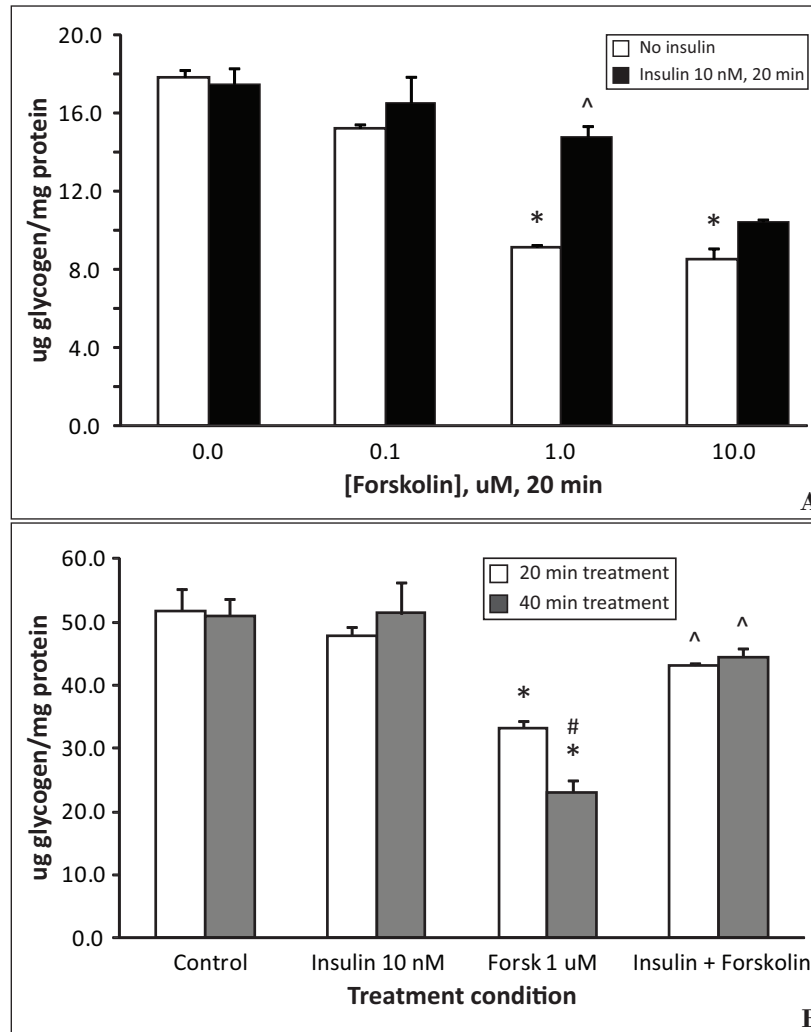 20.0
No insulin
Insulin 10 nM, 20 min
16.0
^
12.0
*
*
8.0
4.0
0.0
ug glycogen/mg protein
0.0 0.1 1.0 10.0
[Forskolin], uM, 20 min
A
60.0
20 min treatment
40 min treatment
50.0
^ ^
40.0
*
#
*
30.0
20.0
10.0
0.0
ug glycogen/mg protein
Control Insulin 10 nM Forsk 1 uM Insulin + Forskolin
Treatment condition